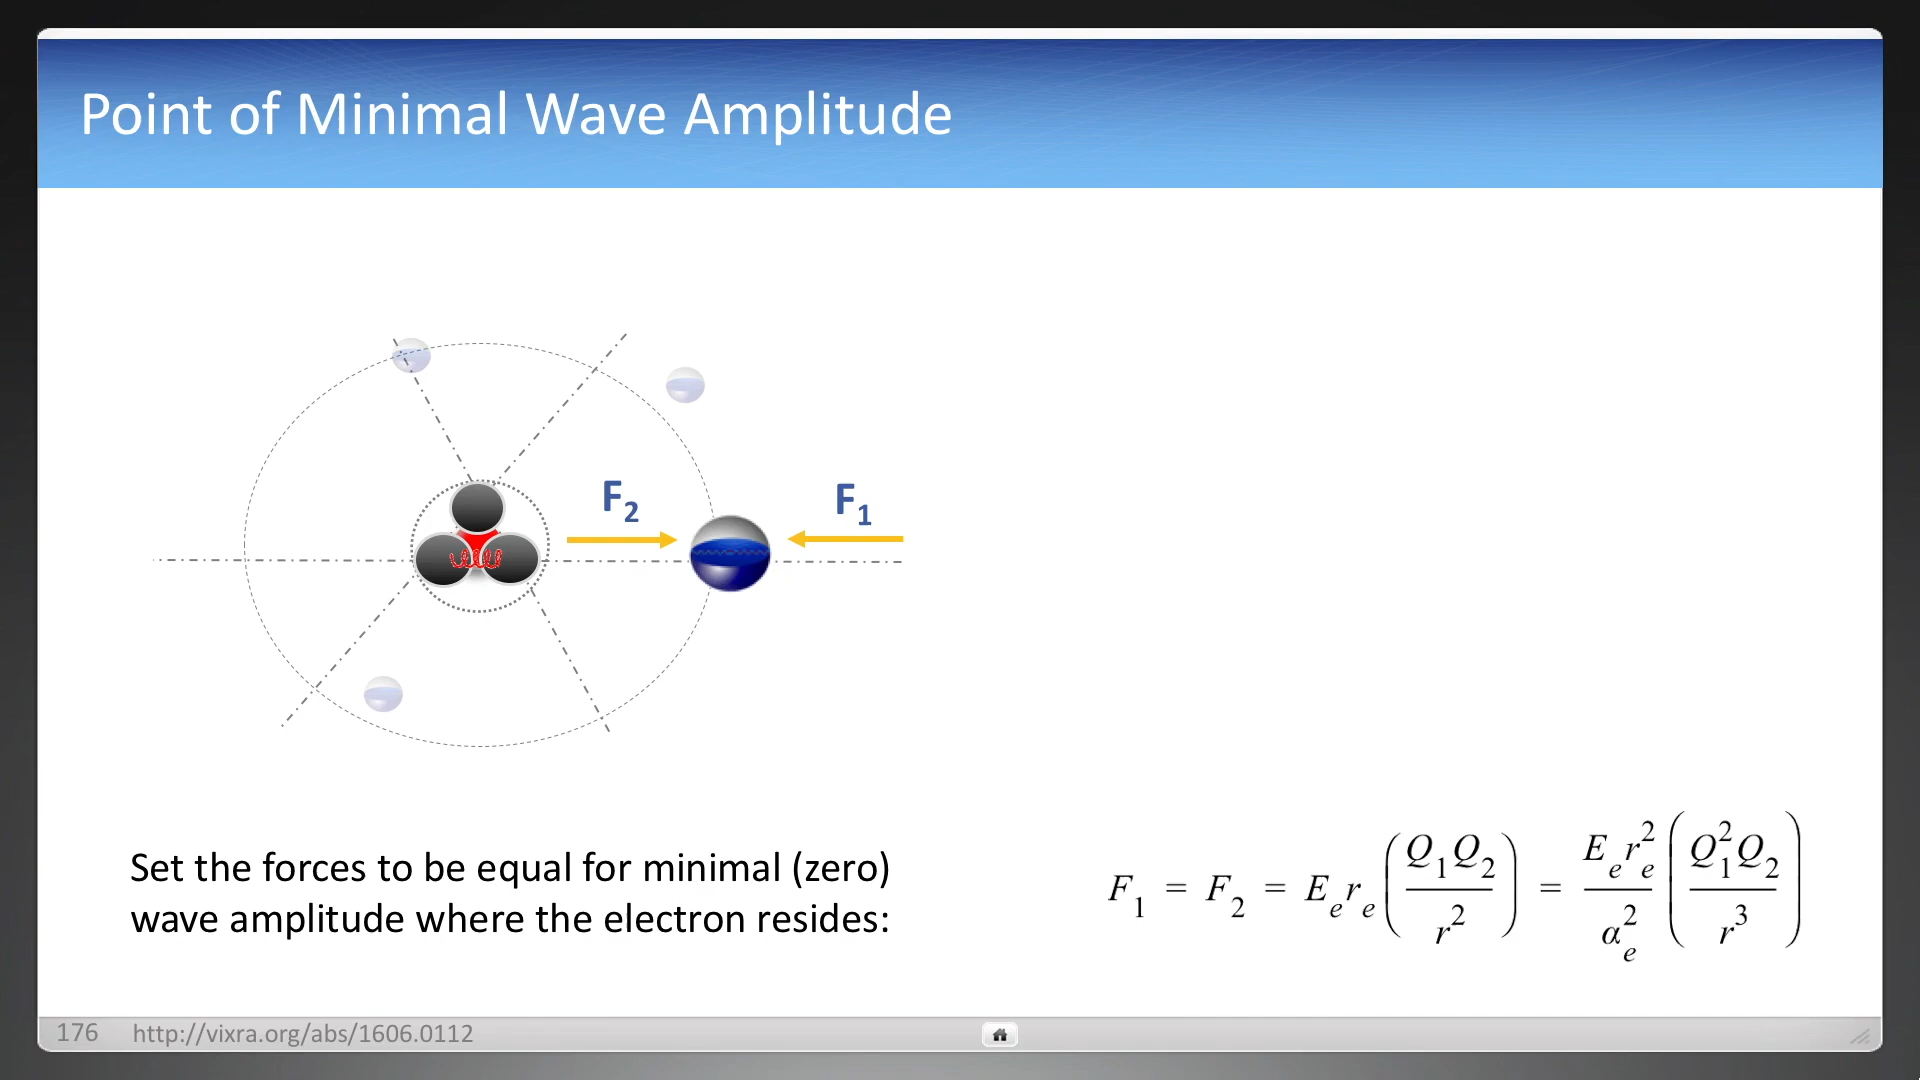 Point of Minimal Wave Amplitude
F₂
F₁
Set the forces to be equal for minimal (zero)
wave amplitude where the electron resides:
F₁ = F₂ = Eₑrₑ(Q₁Q₂/r²) = Eₑrₑ²/αₑ²(Q₁²Q₂/r³)
176 http://vixra.org/abs/1606.0112